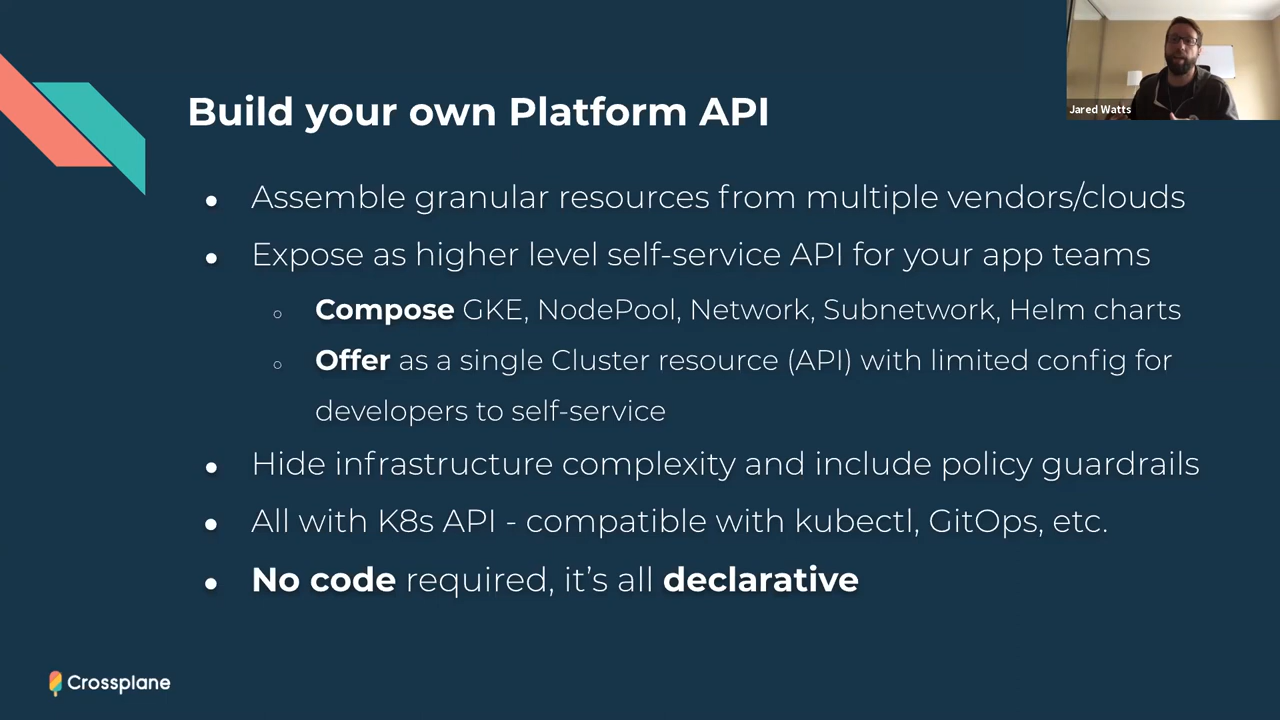 Build your own Platform API
Jared Watts
● Assemble granular resources from multiple vendors/clouds
● Expose as higher level self-service API for your app teams
○ Compose GKE, NodePool, Network, Subnetwork, Helm charts
○ Offer as a single Cluster resource (API) with limited config for
developers to self-service
● Hide infrastructure complexity and include policy guardrails
● All with K8s API - compatible with kubectl, GitOps, etc.
● No code required, it’s all declarative
Crossplane